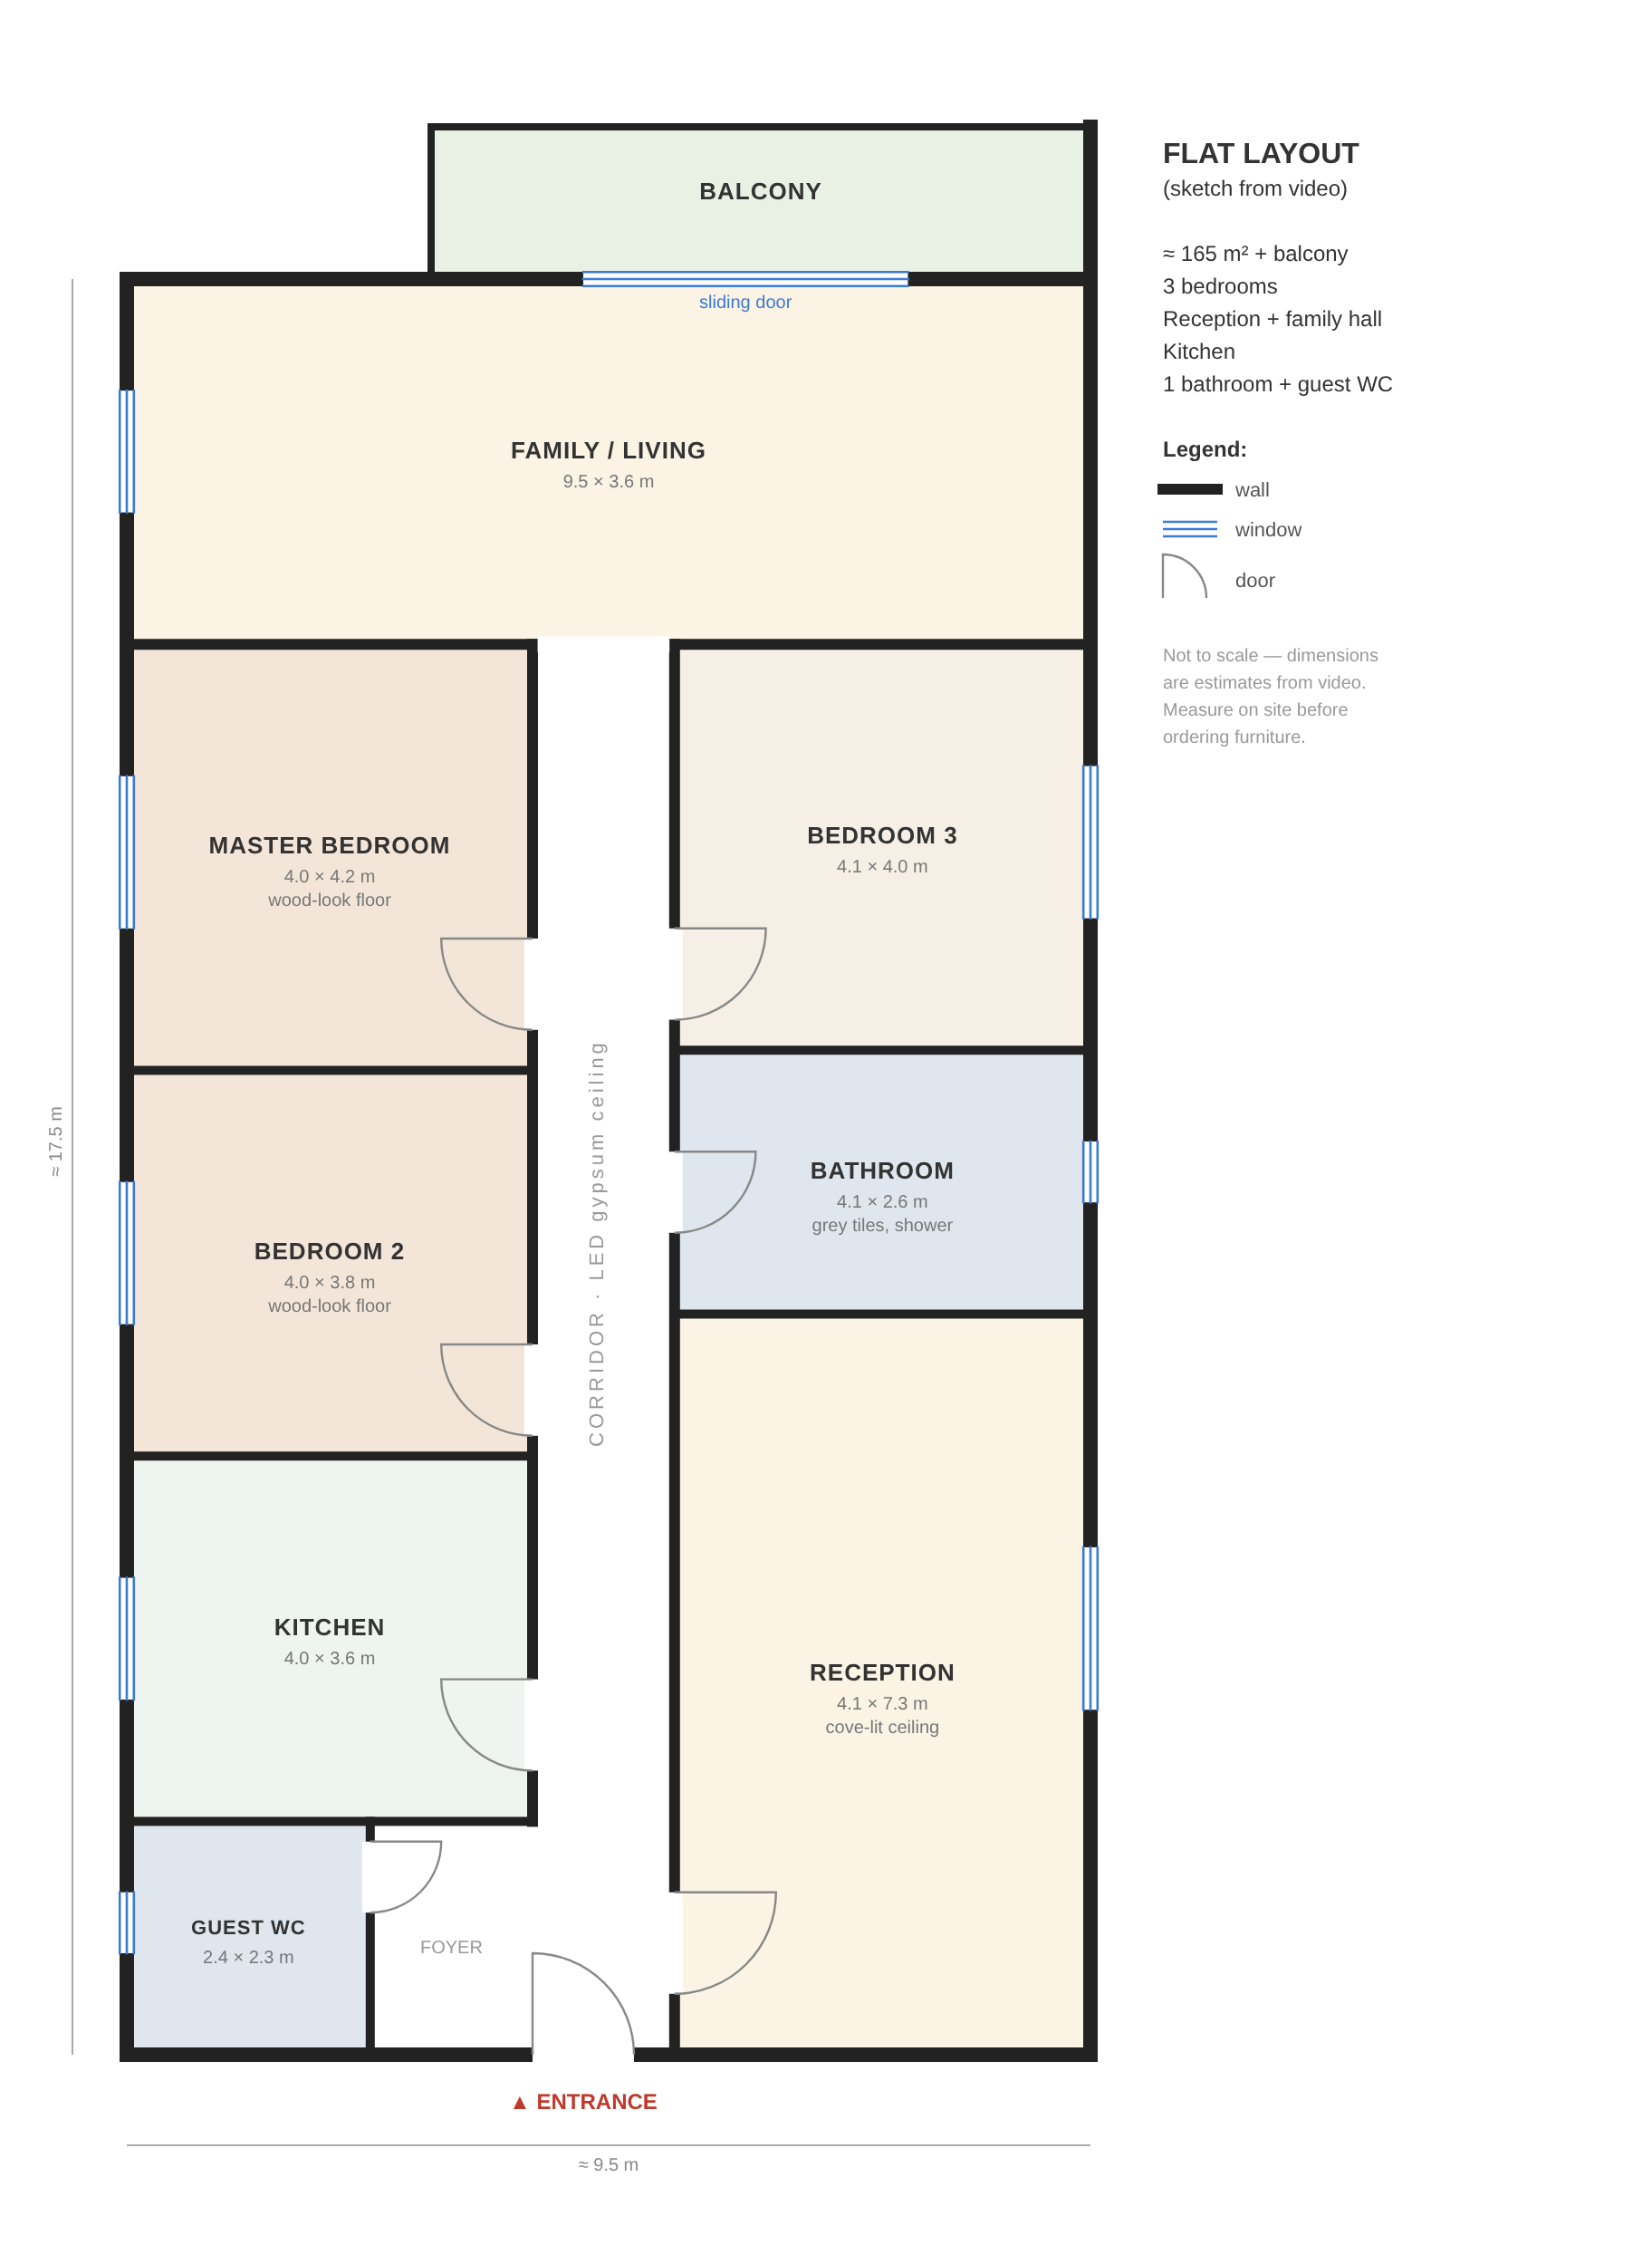 BALCONY
sliding door
FAMILY / LIVING
9.5 × 3.6 m
MASTER BEDROOM
4.0 × 4.2 m
wood-look floor
BEDROOM 3
4.1 × 4.0 m
≈ 17.5 m
CORRIDOR · LED gypsum ceiling
BATHROOM
4.1 × 2.6 m
grey tiles, shower
BEDROOM 2
4.0 × 3.8 m
wood-look floor
KITCHEN
4.0 × 3.6 m
RECEPTION
4.1 × 7.3 m
cove-lit ceiling
GUEST WC
2.4 × 2.3 m
FOYER
▲ ENTRANCE
≈ 9.5 m
FLAT LAYOUT
(sketch from video)
≈ 165 m² + balcony
3 bedrooms
Reception + family hall
Kitchen
1 bathroom + guest WC
Legend:
wall
window
door
Not to scale — dimensions
are estimates from video.
Measure on site before
ordering furniture.